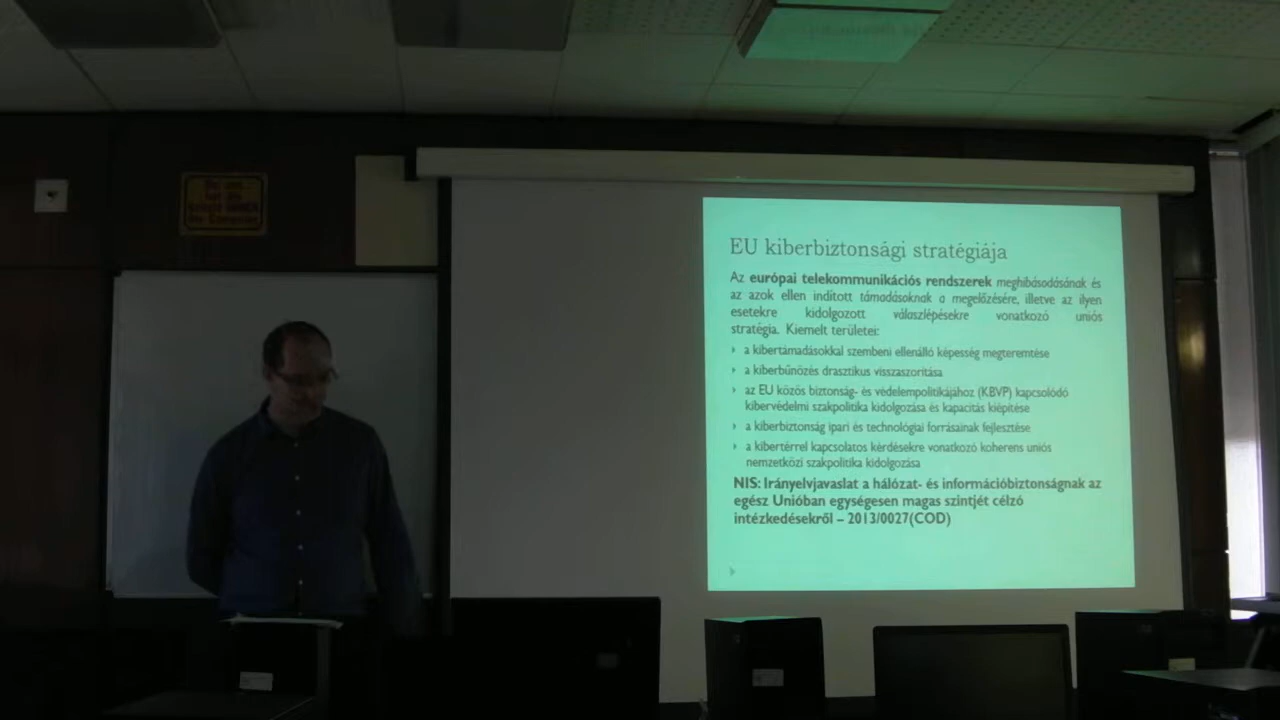 EU kiberbiztonsági stratégiája
Az európai telekommunikációs rendszerek meghibásodásának és
az azok ellen indított támadásoknak a megelőzésére, illetve az ilyen
esetekre kidolgozott válaszlépésekre vonatkozó uniós
stratégia. Kiemelt területei:
a kibertámadásokkal szembeni ellenálló képesség megteremtése
a kiberbűnözés drasztikus visszaszorítása
az EU közös biztonság- és védelempolitikájához (KBVP) kapcsolódó
kibervédelmi szakpolitika kidolgozása és kapacitás kiépítése
a kiberbiztonság ipari és technológiai forrásainak fejlesztése
a kibertérrel kapcsolatos kérdésekre vonatkozó koherens uniós
nemzetközi szakpolitika kidolgozása
NIS: Irányelvjavaslat a hálózat- és információbiztonságnak az
egész Unióban egységesen magas szintjét célzó
intézkedésekről – 2013/0027(COD)